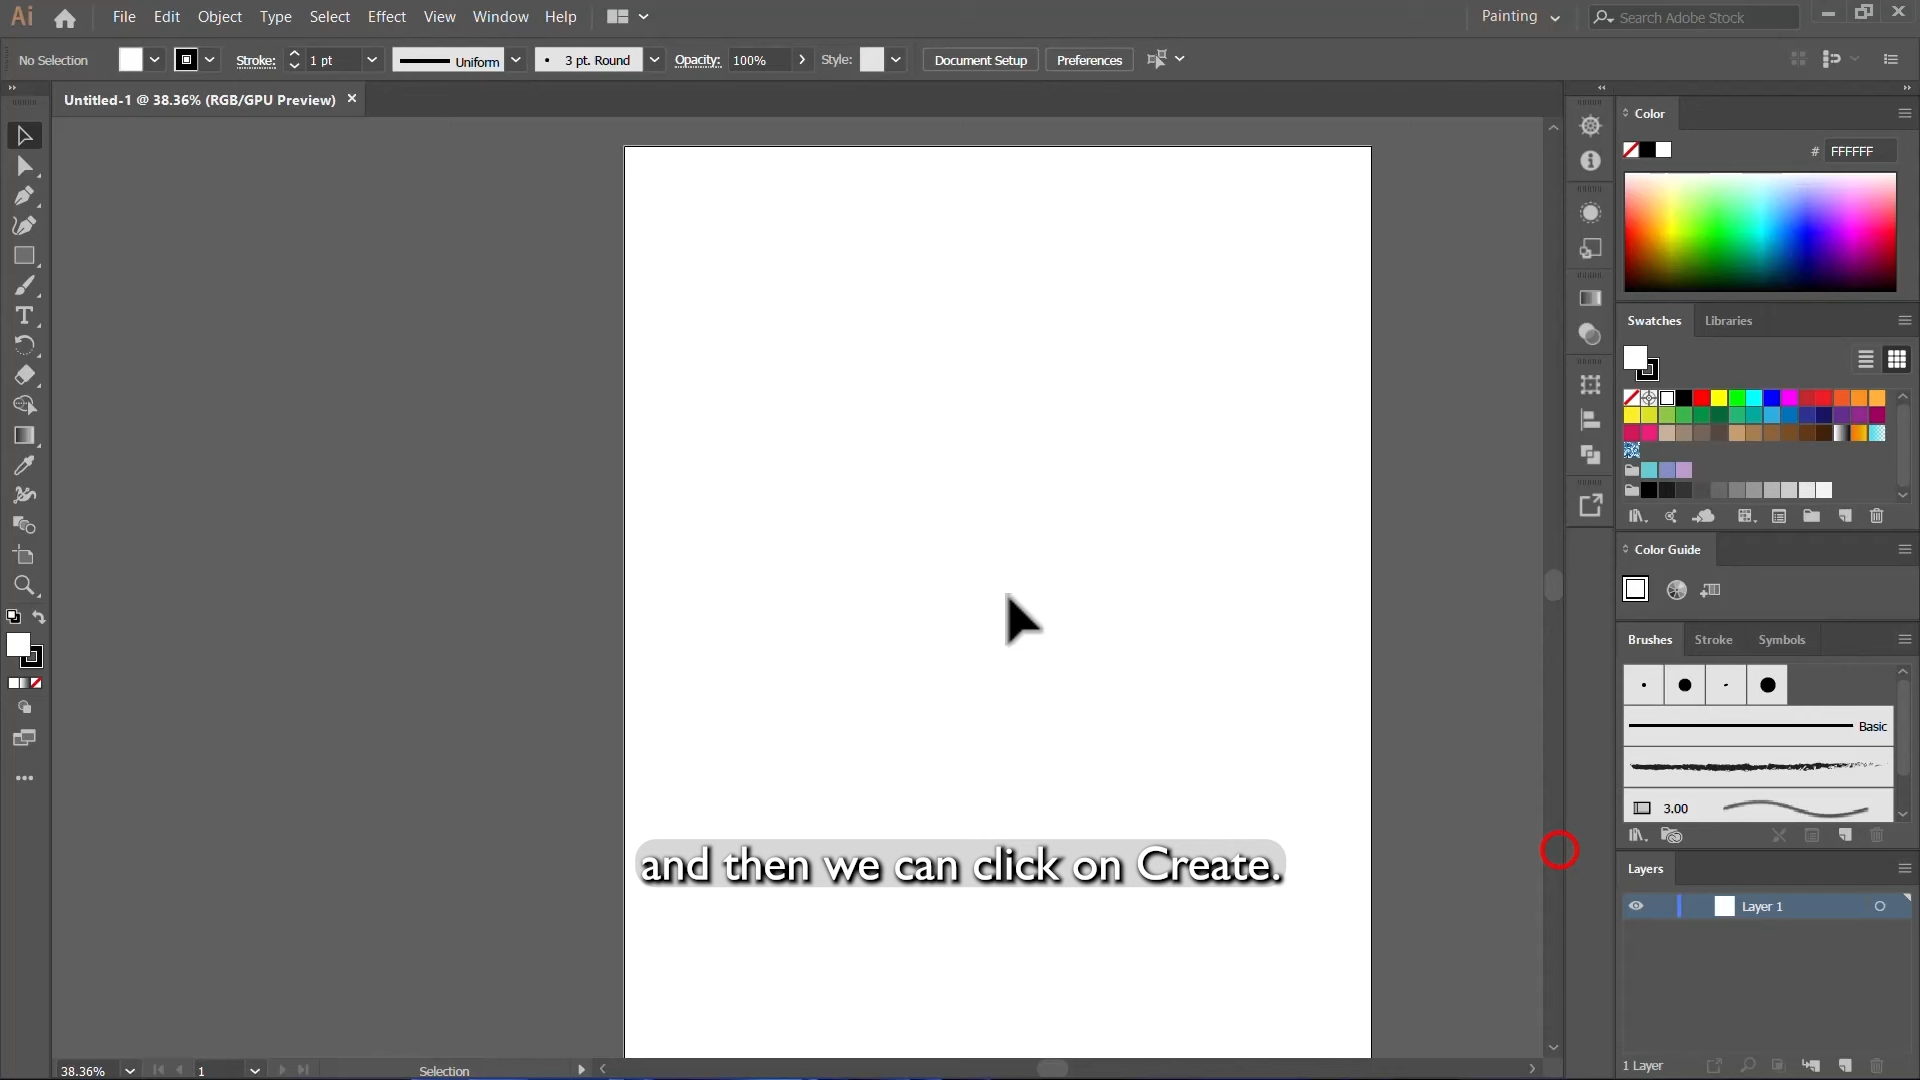 Ai File Edit Object Type Select Effect View Window Help Painting Search Adobe Stock
No Selection Stroke: 1 pt Uniform 3 pt. Round Opacity: 100% Style: Document Setup Preferences
Untitled-1 @ 38.36% (RGB/GPU Preview)
Color
# FFFFFF
Swatches Libraries
Color Guide
Brushes Stroke Symbols
Basic
3.00
and then we can click on Create.
Layers
Layer 1
1 Layer
38.36% 1 Selection